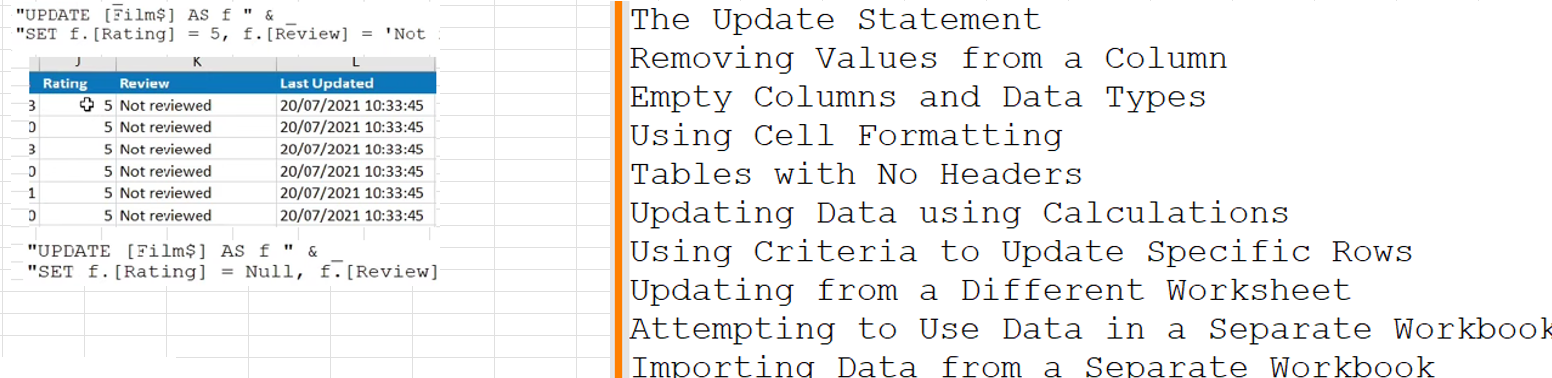 "UPDATE [Film$] AS f " & _
"SET f.[Rating] = 5, f.[Review] = 'Not
J K L
Rating Review Last Updated
3 5 Not reviewed 20/07/2021 10:33:45
0 5 Not reviewed 20/07/2021 10:33:45
3 5 Not reviewed 20/07/2021 10:33:45
0 5 Not reviewed 20/07/2021 10:33:45
1 5 Not reviewed 20/07/2021 10:33:45
0 5 Not reviewed 20/07/2021 10:33:45
"UPDATE [Film$] AS f " & _
"SET f.[Rating] = Null, f.[Review]
The Update Statement
Removing Values from a Column
Empty Columns and Data Types
Using Cell Formatting
Tables with No Headers
Updating Data using Calculations
Using Criteria to Update Specific Rows
Updating from a Different Worksheet
Attempting to Use Data in a Separate Workbook
Importing Data from a Separate Workbook